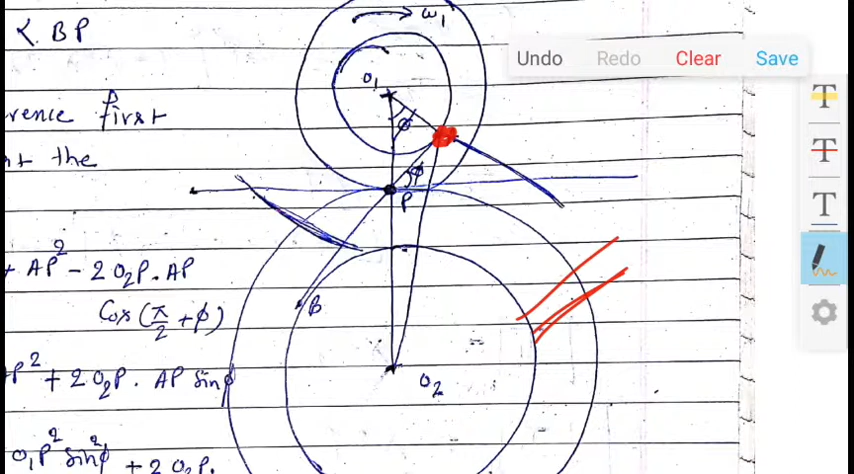 < BP
ω₁
Undo Redo Clear Save
O₁
rence first
φ
nt the
φ
P
T
T
T
+ AP² - 2 O₂P. AP
Cos (π/2 + φ)
B
P² + 2 O₂P. AP sinφ
O₂
O₁P² sin²φ + 2 O₂P.